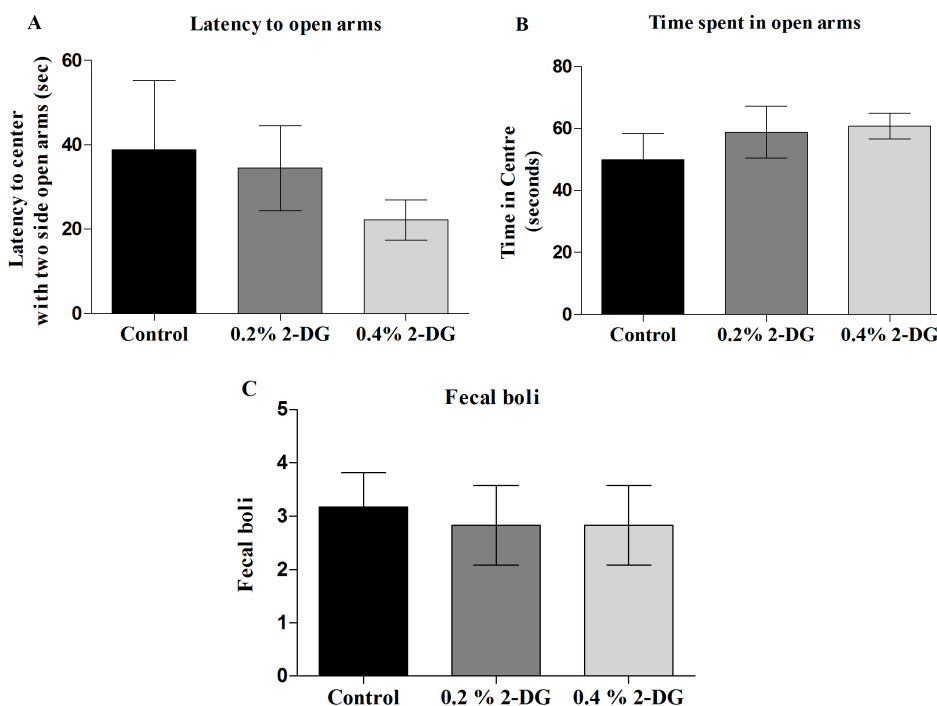 A
Latency to open arms
Latency to center
with two side open arms (sec)
60
40
20
0
Control
0.2% 2-DG
0.4% 2-DG
B
Time spent in open arms
Time in Centre
(seconds)
80
60
40
20
0
Control
0.2% 2-DG
0.4% 2-DG
C
Fecal boli
Fecal boli
5
4
3
2
1
0
Control
0.2 % 2-DG
0.4 % 2-DG